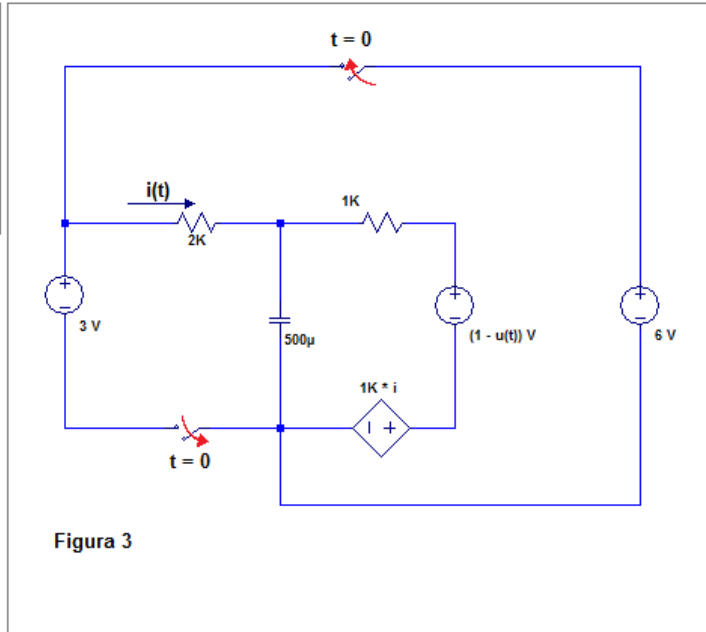 t = 0
i(t)
1K
2K
+
−
3 V
500µ
+
−
(1 - u(t)) V
+
−
6 V
1K * i
− +
t = 0
Figura 3